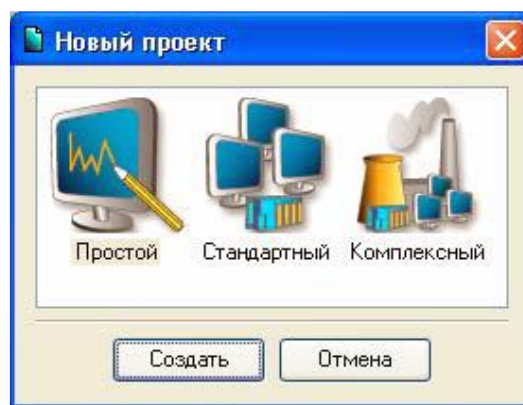 Новый проект
Простой Стандартный Комплексный
Создать Отмена